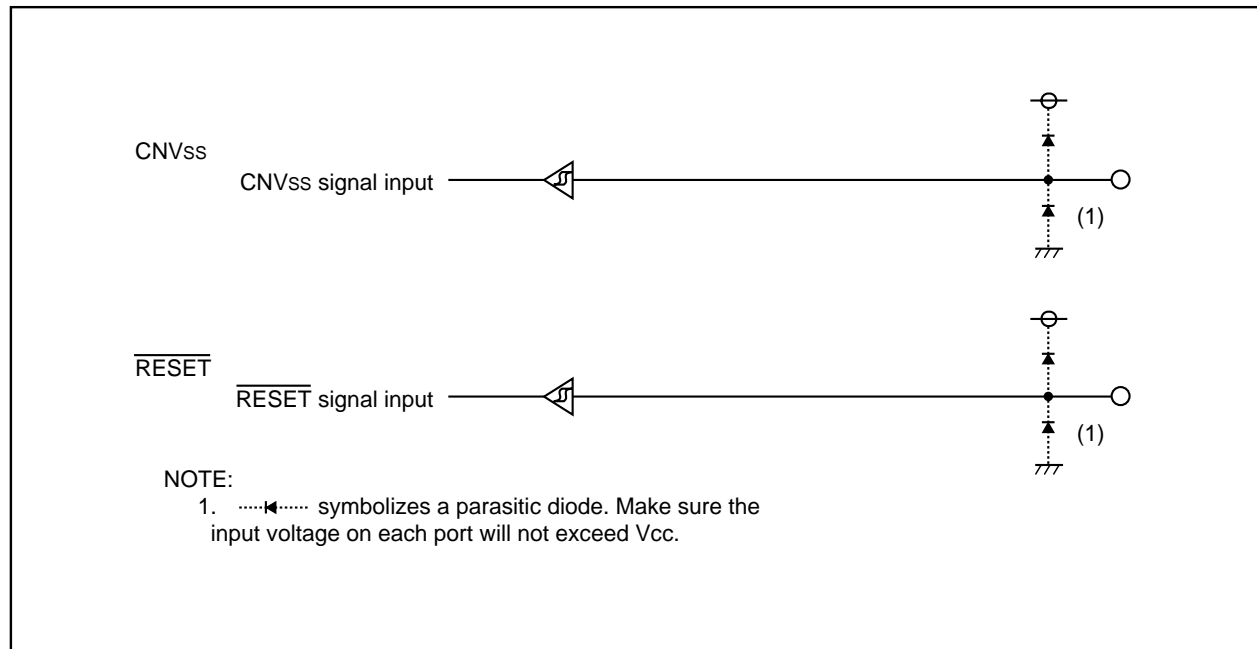 CNVss
CNVss signal input
(1)
RESET
RESET signal input
(1)
NOTE:
1. symbolizes a parasitic diode. Make sure the
input voltage on each port will not exceed Vcc.